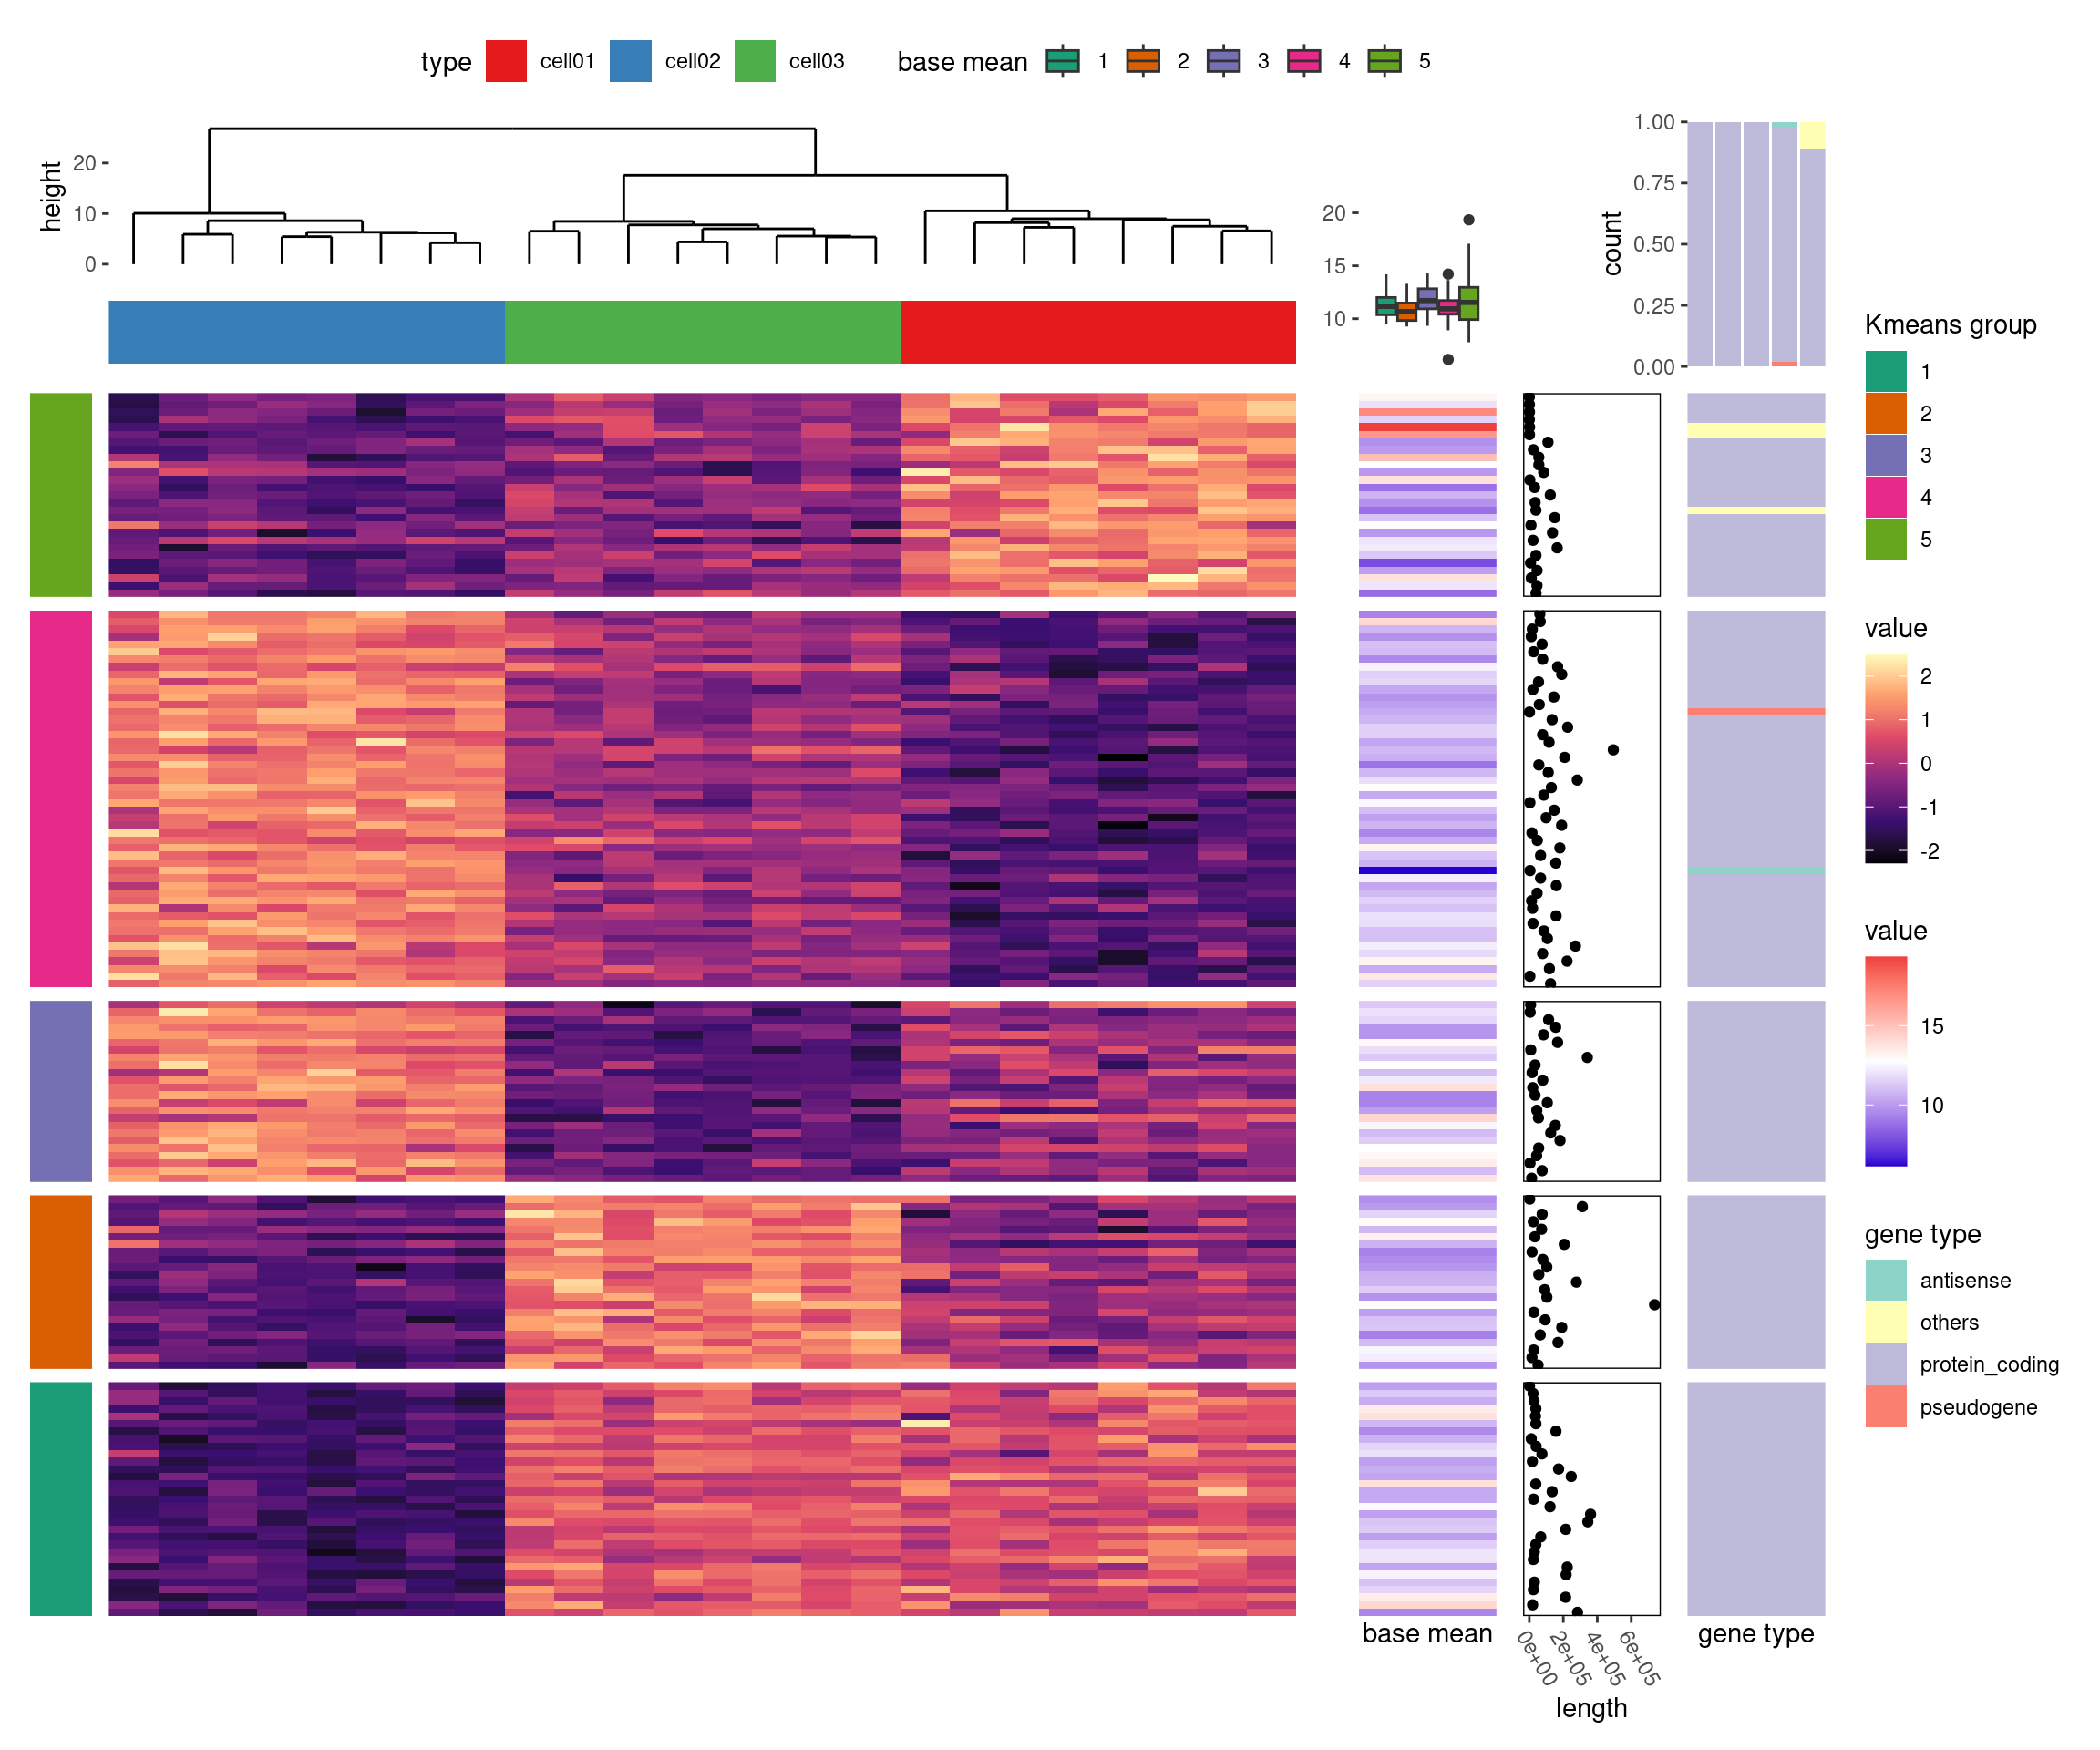 type cell01 cell02 cell03 base mean 1 2 3 4 5
height
20
10
0
20
15
10
count
1.00
0.75
0.50
0.25
0.00
Kmeans group
1
2
3
4
5
value
2
1
0
-1
-2
value
15
10
gene type
antisense
others
protein_coding
pseudogene
base mean
0e+00 2e+05 4e+05 6e+05
length
gene type